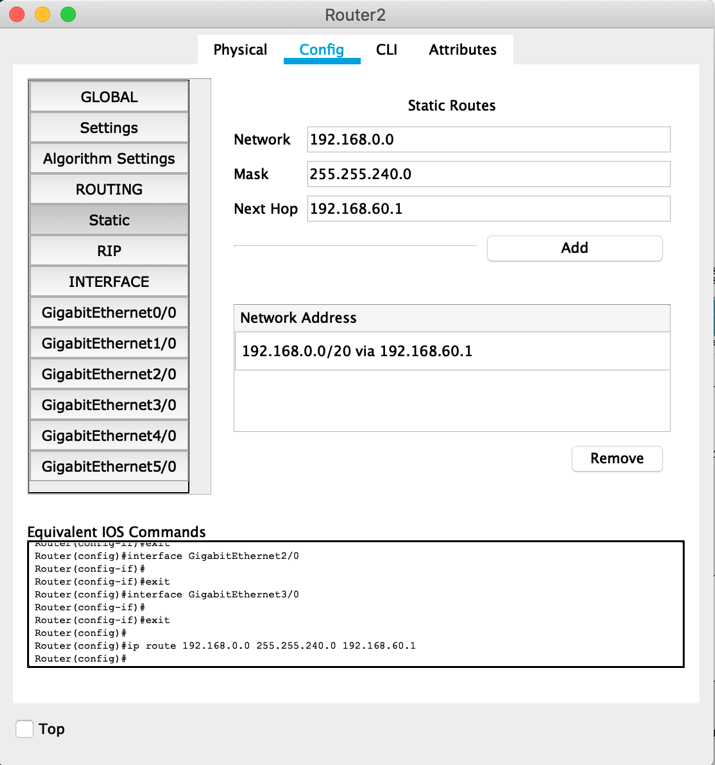 Router2
Physical Config CLI Attributes
GLOBAL
Settings
Algorithm Settings
ROUTING
Static
RIP
INTERFACE
GigabitEthernet0/0
GigabitEthernet1/0
GigabitEthernet2/0
GigabitEthernet3/0
GigabitEthernet4/0
GigabitEthernet5/0
Static Routes
Network 192.168.0.0
Mask 255.255.240.0
Next Hop 192.168.60.1
Add
Network Address
192.168.0.0/20 via 192.168.60.1
Remove
Equivalent IOS Commands
Router(config-if)#exit
Router(config)#interface GigabitEthernet2/0
Router(config-if)#
Router(config-if)#exit
Router(config)#interface GigabitEthernet3/0
Router(config-if)#
Router(config-if)#exit
Router(config)#
Router(config)#ip route 192.168.0.0 255.255.240.0 192.168.60.1
Router(config)#
Top